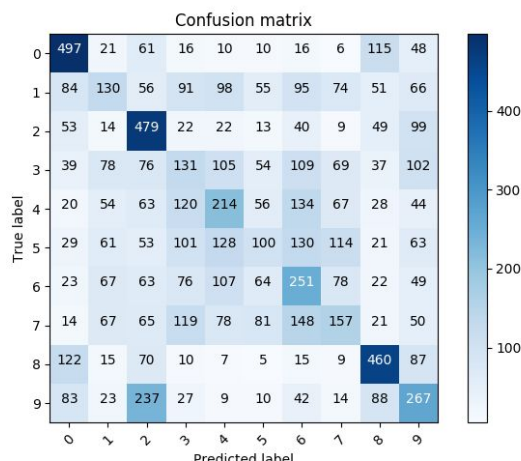 Confusion matrix
0 497 21 61 16 10 10 16 6 115 48
1 84 130 56 91 98 55 95 74 51 66
2 53 14 479 22 22 13 40 9 49 99
3 39 78 76 131 105 54 109 69 37 102
4 20 54 63 120 214 56 134 67 28 44
5 29 61 53 101 128 100 130 114 21 63
6 23 67 63 76 107 64 251 78 22 49
7 14 67 65 119 78 81 148 157 21 50
8 122 15 70 10 7 5 15 9 460 87
9 83 23 237 27 9 10 42 14 88 267
0 1 2 3 4 5 6 7 8 9
True label
Predicted label
400
300
200
100